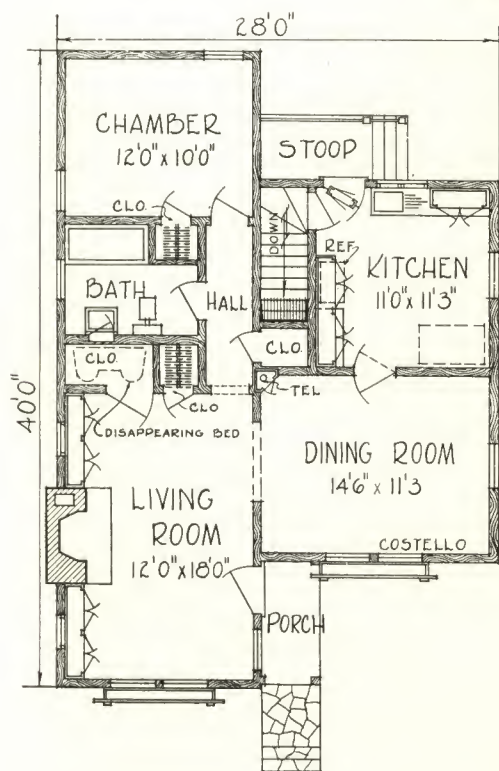 28'0"
40'0"
CHAMBER
12'0" x 10'0"
STOOP
CLO.
DOWN
REF.
KITCHEN
11'0" x 11'3"
BATH
HALL
CLO.
CLO.
CLO
TEL
DISAPPEARING BED
DINING ROOM
14'6" x 11'3
LIVING
ROOM
12'0" x 18'0"
COSTELLO
PORCH